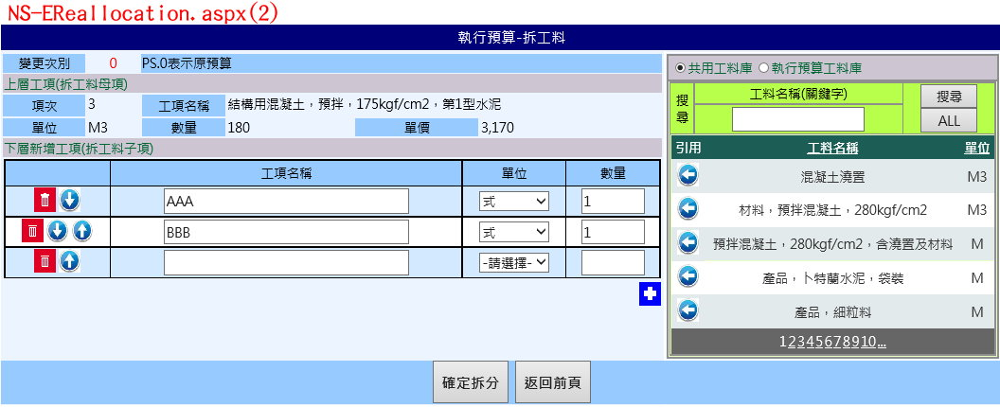 NS-EReallocation.aspx(2)
執行預算-拆工料
變更次別 0 PS.0表示原預算
上層工項(拆工料母項)
項次 3 工項名稱 結構用混凝土，預拌，175kgf/cm2，第1型水泥
單位 M3 數量 180 單價 3,170
下層新增工項(拆工料子項)
工項名稱 單位 數量
AAA 式 1
BBB 式 1
-請選擇-
共用工料庫 執行預算工料庫
搜尋 工料名稱(關鍵字) 搜尋
ALL
引用 工料名稱 單位
混凝土澆置 M3
材料，預拌混凝土，280kgf/cm2 M3
預拌混凝土，280kgf/cm2，含澆置及材料 M
產品，卜特蘭水泥，袋裝 M
產品，細粒料 M
12345678910...
確定拆分 返回前頁